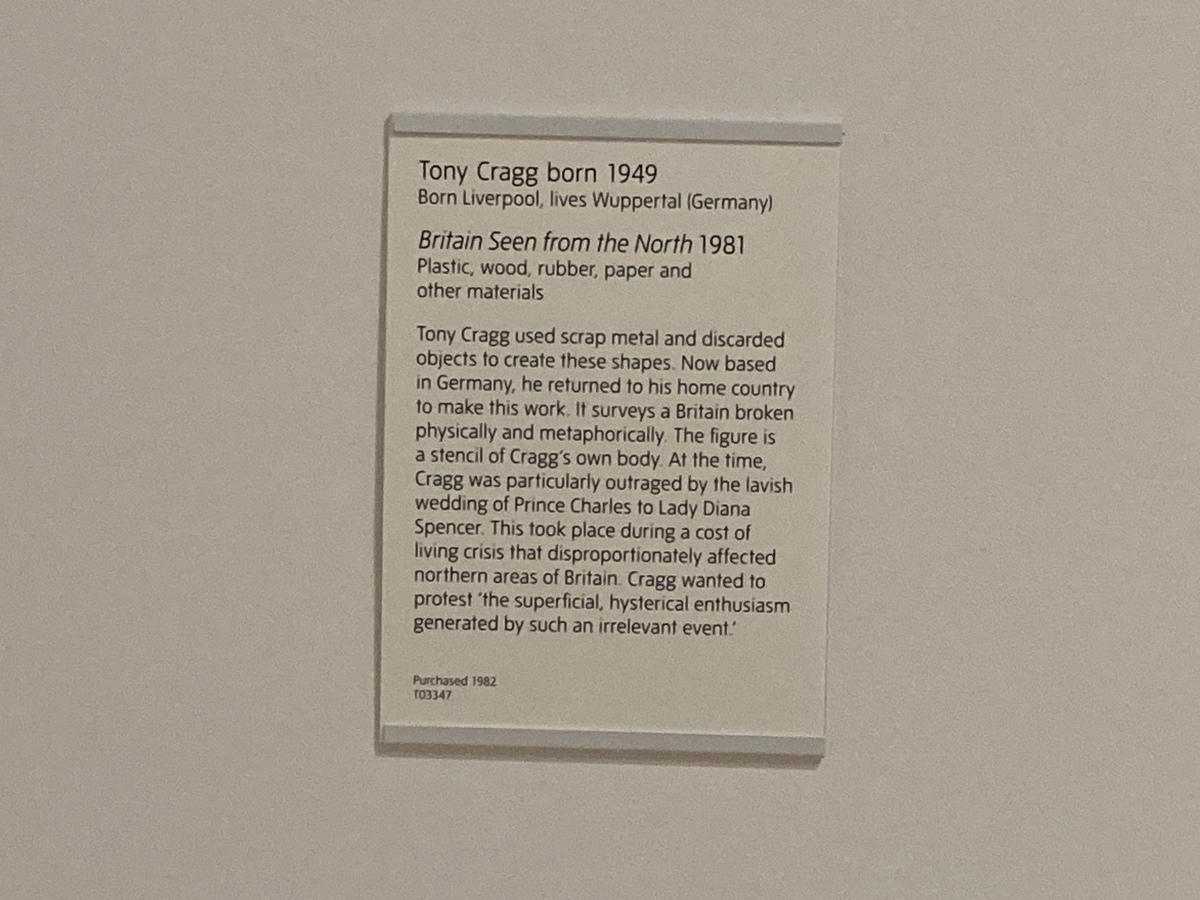 Tony Cragg born 1949
Born Liverpool, lives Wuppertal (Germany)
Britain Seen from the North 1981
Plastic, wood, rubber, paper and
other materials
Tony Cragg used scrap metal and discarded
objects to create these shapes. Now based
in Germany, he returned to his home country
to make this work. It surveys a Britain broken
physically and metaphorically. The figure is
a stencil of Cragg's own body. At the time,
Cragg was particularly outraged by the lavish
wedding of Prince Charles to Lady Diana
Spencer. This took place during a cost of
living crisis that disproportionately affected
northern areas of Britain. Cragg wanted to
protest 'the superficial, hysterical enthusiasm
generated by such an irrelevant event.'
Purchased 1982
T03347